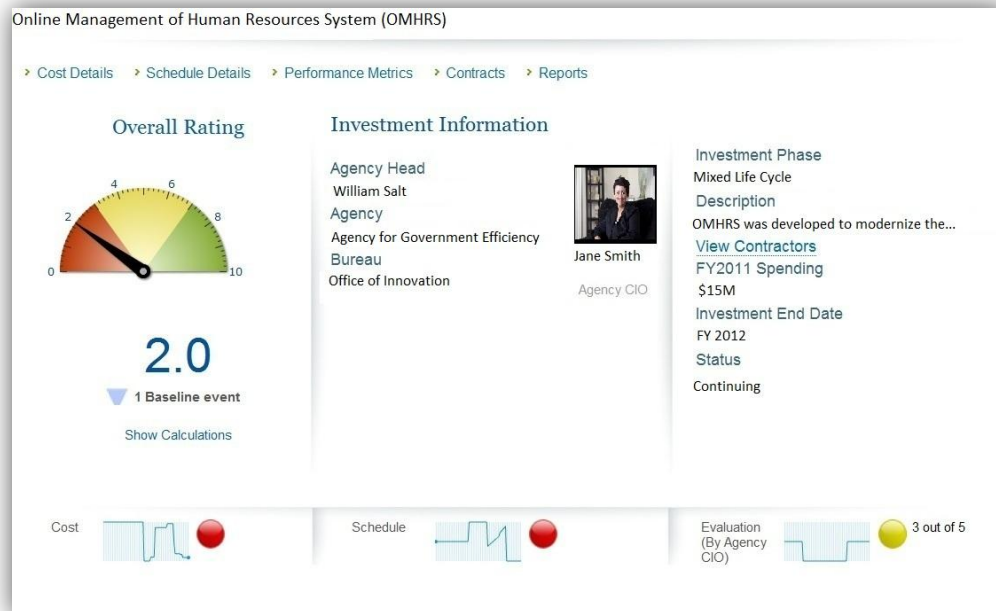 Online Management of Human Resources System (OMHRS)
Cost Details
Schedule Details
Performance Metrics
Contracts
Reports
Overall Rating
0
2
4
6
8
10
2.0
1 Baseline event
Show Calculations
Investment Information
Agency Head
William Salt
Agency
Agency for Government Efficiency
Bureau
Office of Innovation
Jane Smith
Agency CIO
Investment Phase
Mixed Life Cycle
Description
OMHRS was developed to modernize the...
View Contractors
FY2011 Spending
$15M
Investment End Date
FY 2012
Status
Continuing
Cost
Schedule
Evaluation
(By Agency
CIO)
3 out of 5